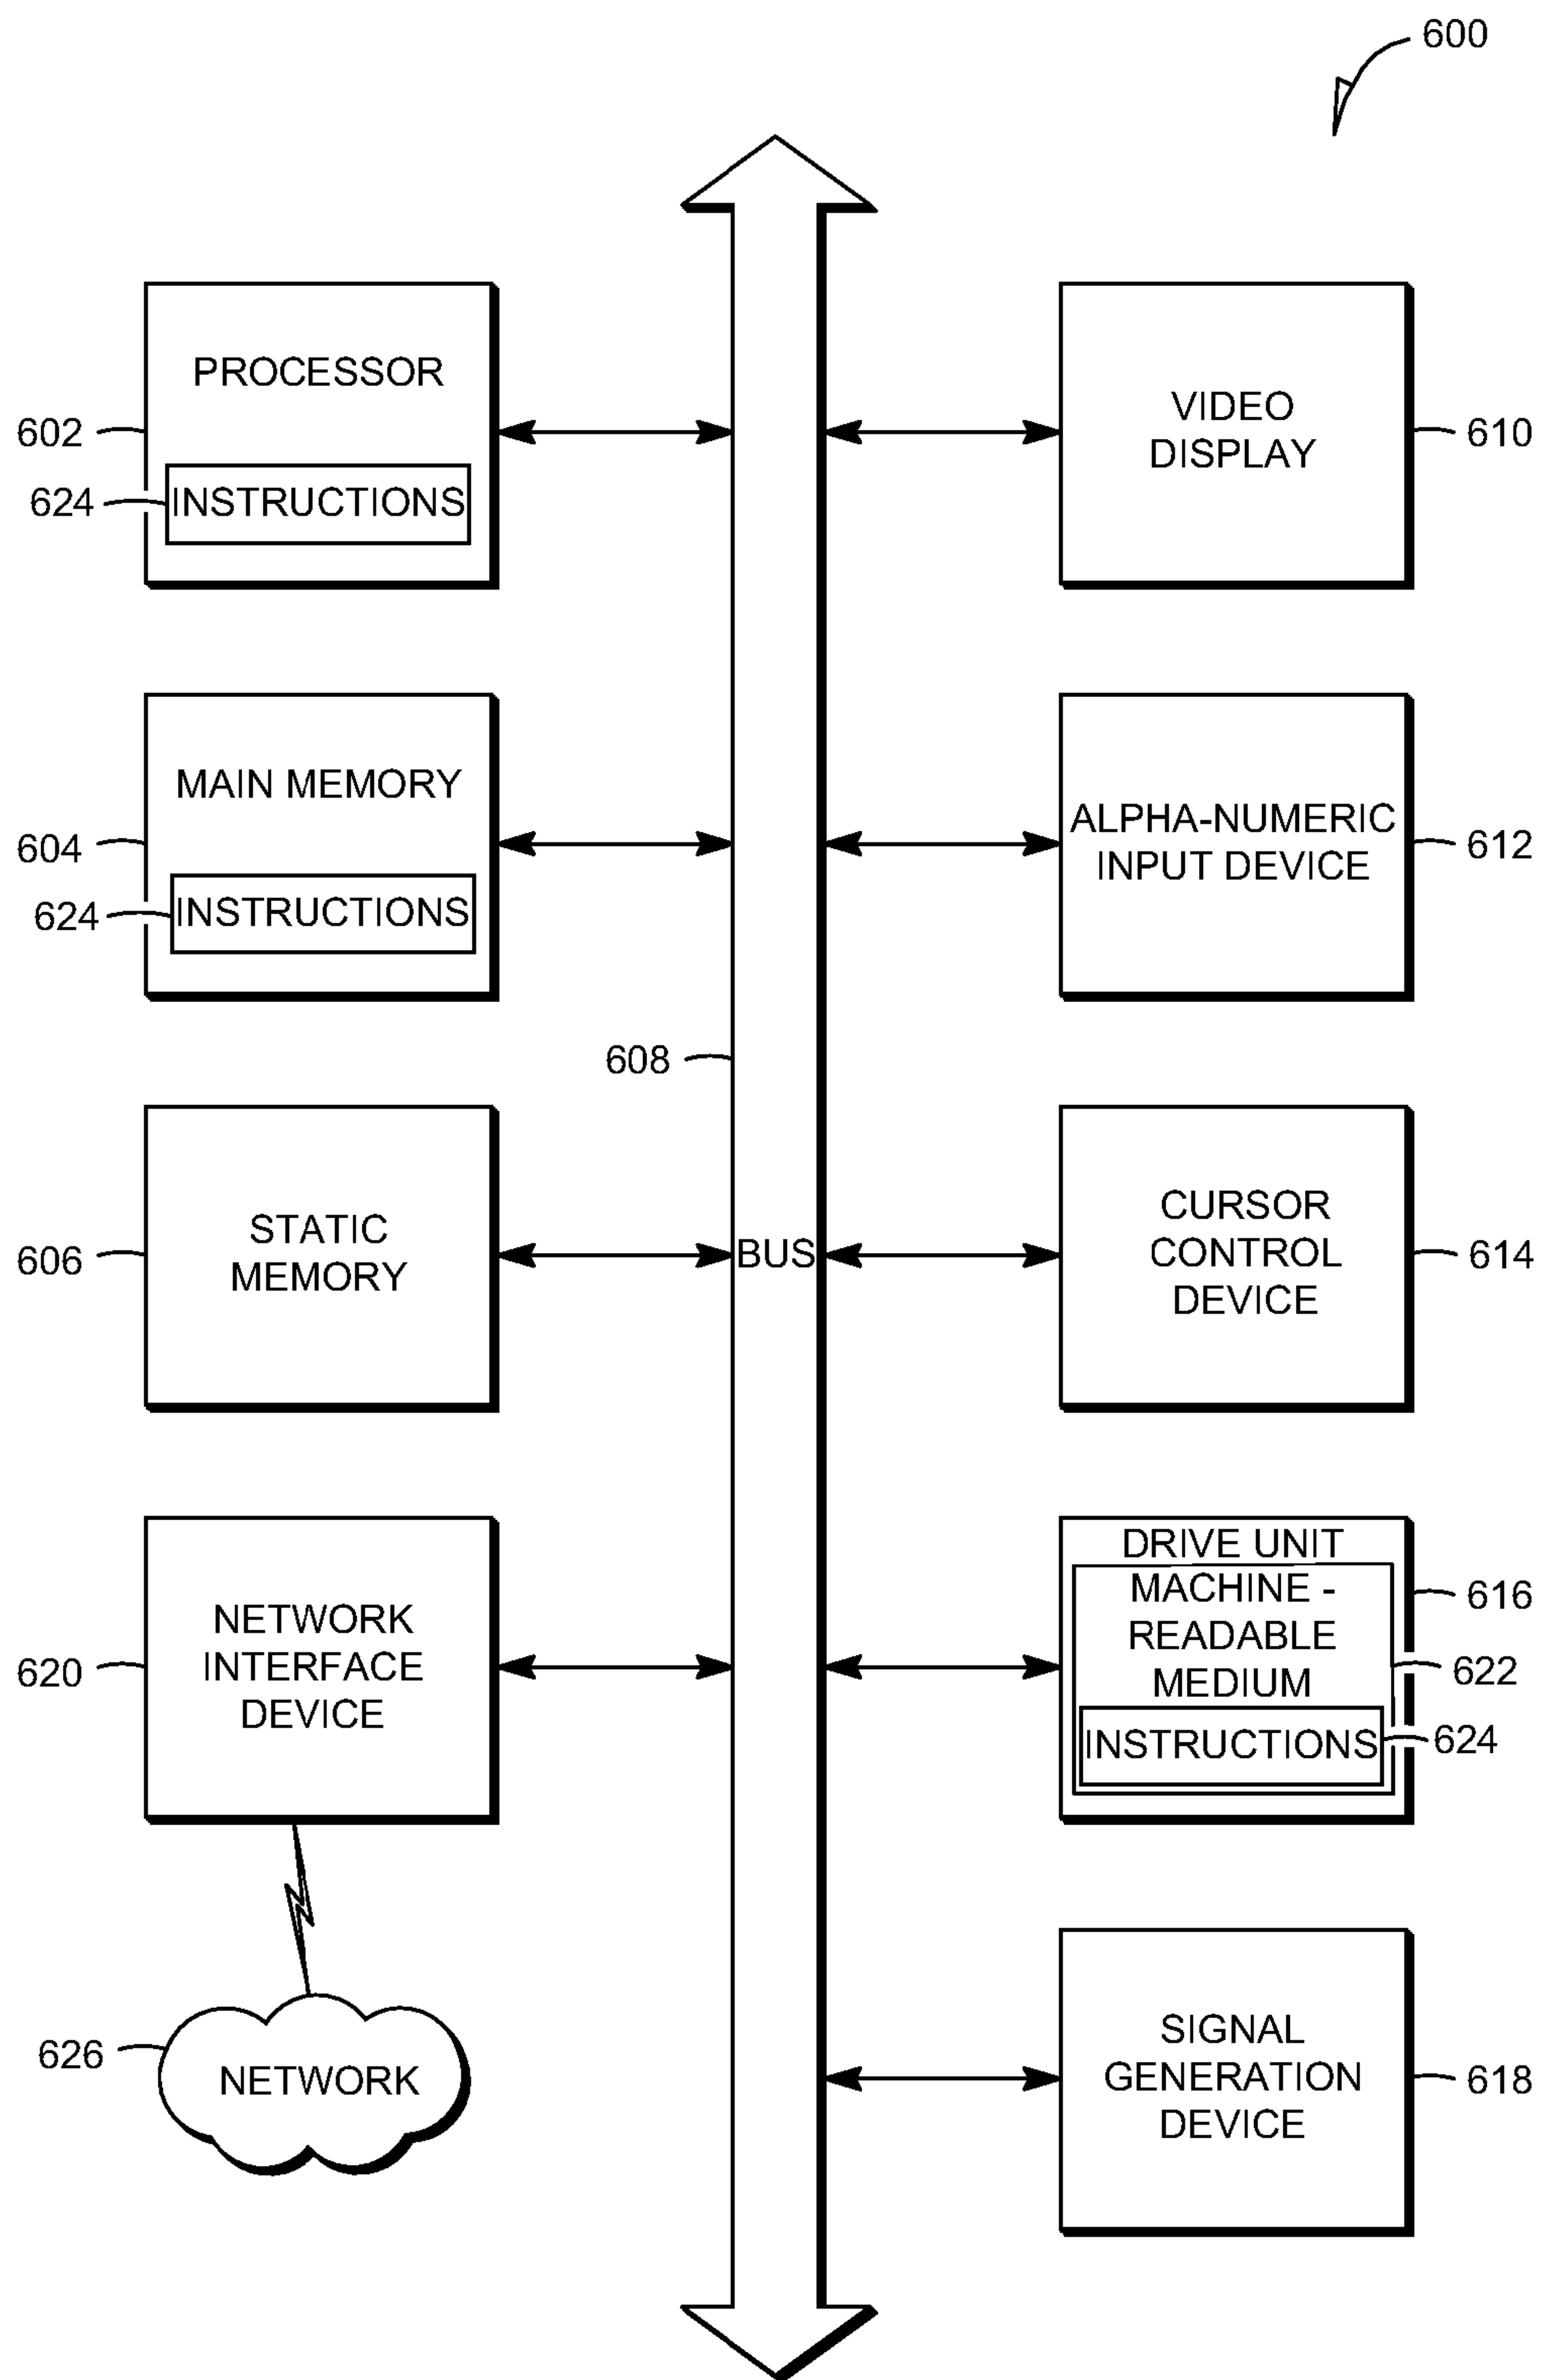 600
PROCESSOR
602
624
INSTRUCTIONS
VIDEO
DISPLAY
610
MAIN MEMORY
604
624
INSTRUCTIONS
ALPHA-NUMERIC
INPUT DEVICE
612
608
STATIC
MEMORY
606
BUS
CURSOR
CONTROL
DEVICE
614
NETWORK
INTERFACE
DEVICE
620
DRIVE UNIT
MACHINE -
READABLE
MEDIUM
616
622
INSTRUCTIONS
624
626
NETWORK
SIGNAL
GENERATION
DEVICE
618